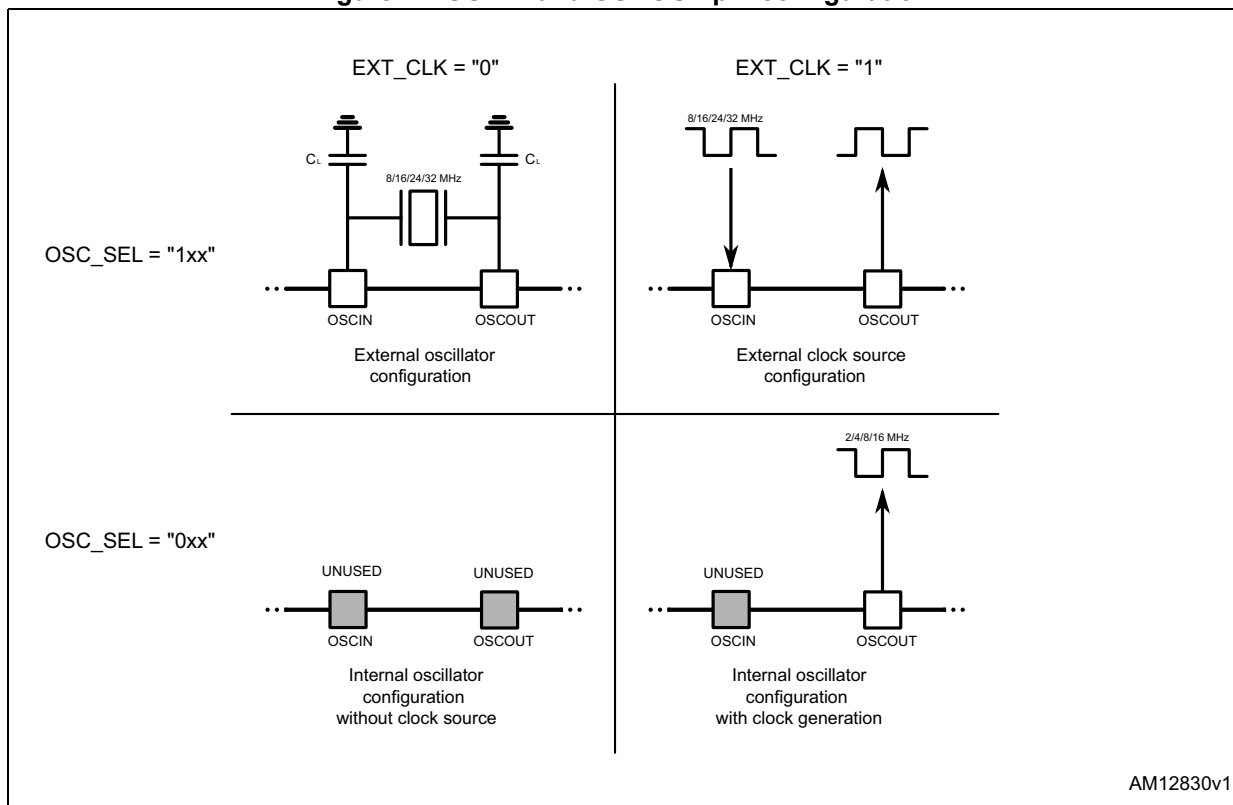 EXT_CLK = "0"
EXT_CLK = "1"
8/16/24/32 MHz
CL
CL
8/16/24/32 MHz
OSC_SEL = "1xx"
OSCIN
OSCOUT
OSCIN
OSCOUT
External oscillator
configuration
External clock source
configuration
2/4/8/16 MHz
OSC_SEL = "0xx"
UNUSED
UNUSED
UNUSED
OSCIN
OSCOUT
OSCIN
OSCOUT
Internal oscillator
configuration
without clock source
Internal oscillator
configuration
with clock generation
AM12830v1